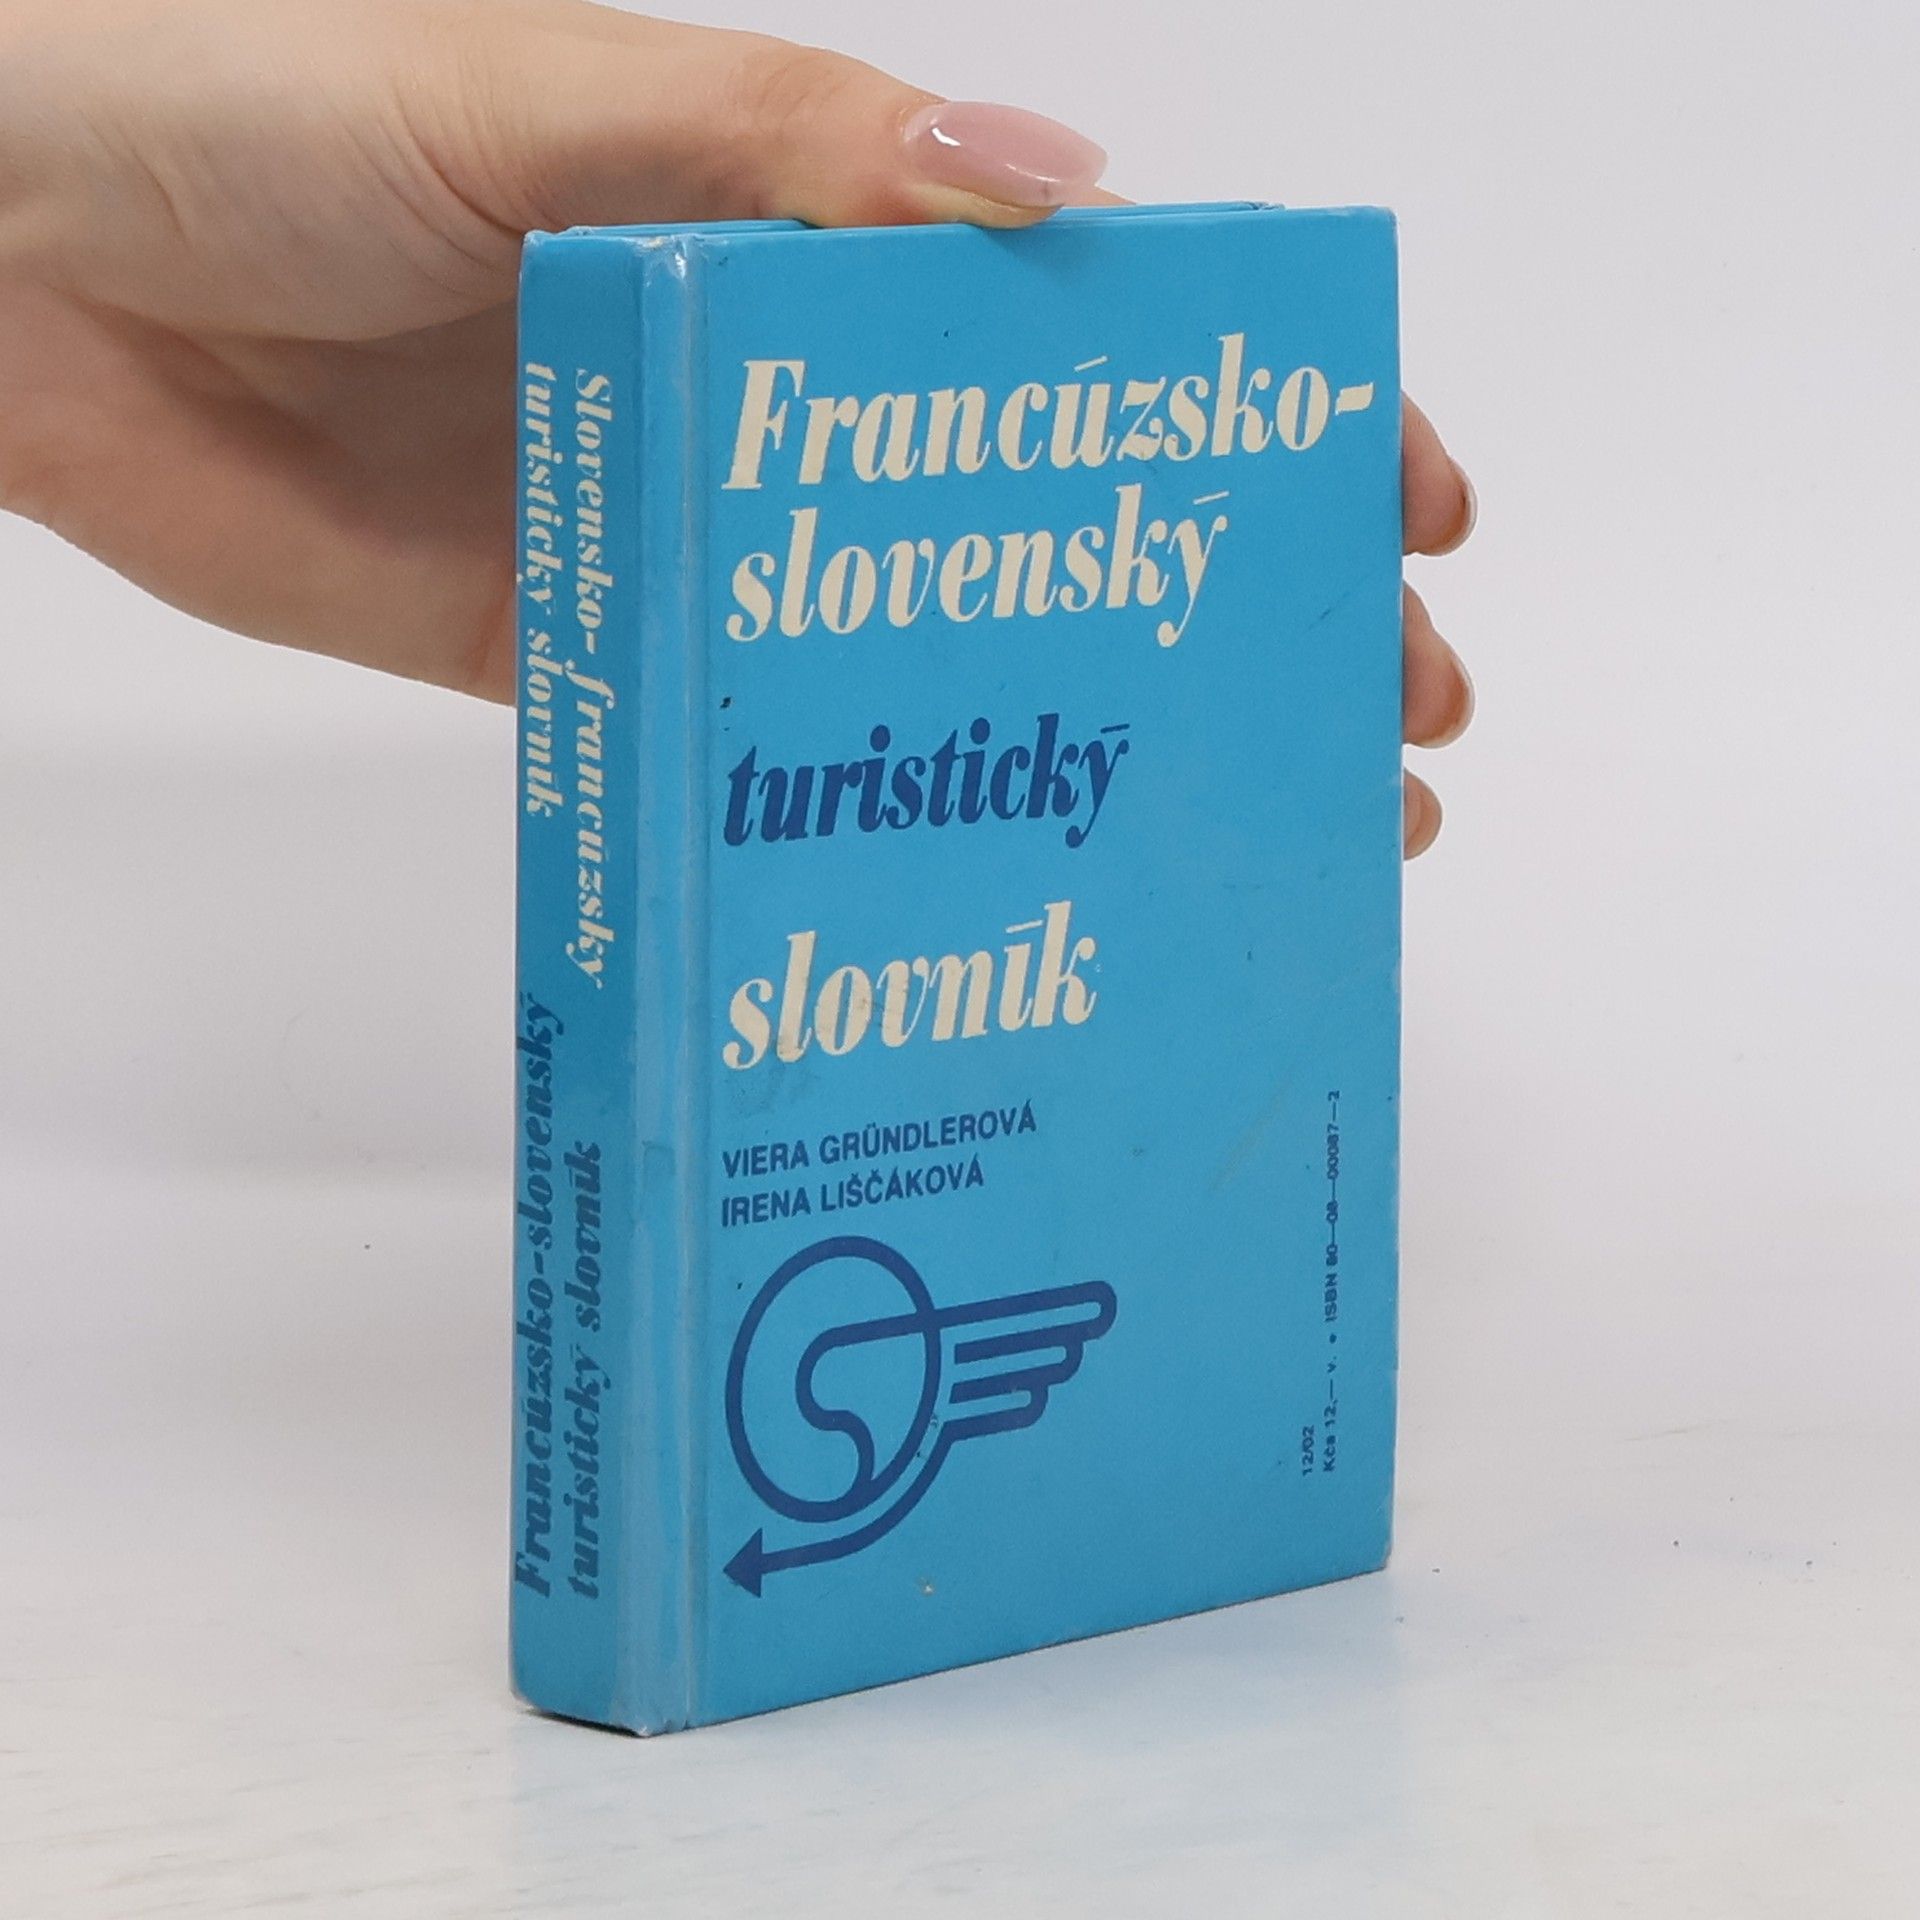 Slovensko-francúzsky
turistický slovník
Francúzsko-slovenský
turistický slovník
Francúzsko-
slovenský
turistický
slovník
VIERA GRÜNDLEROVÁ
IRENA LIŠČÁKOVÁ
12/02
Kčs 12,— v. • ISBN 80—08—00087—2